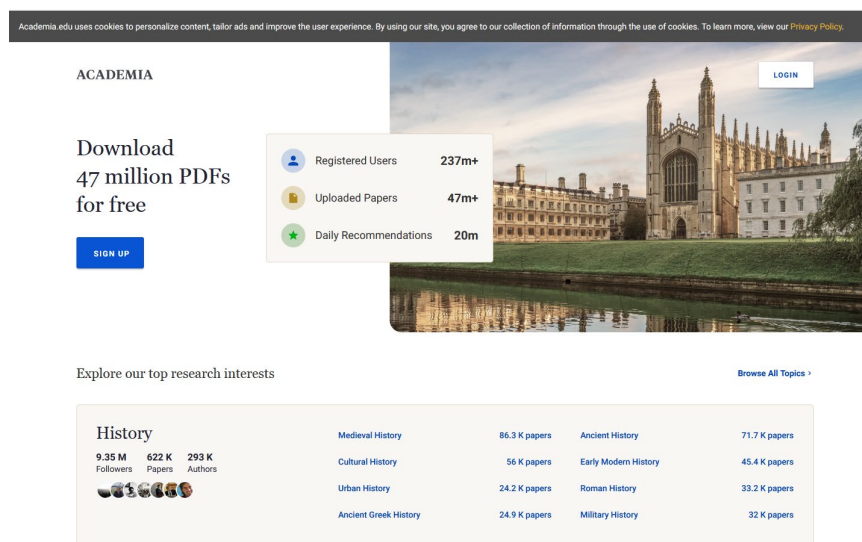 Academia.edu uses cookies to personalize content, tailor ads and improve the user experience. By using our site, you agree to our collection of information through the use of cookies. To learn more, view our Privacy Policy.
ACADEMIA
LOGIN
Download
47 million PDFs
for free
SIGN UP
Registered Users 237m+
Uploaded Papers 47m+
Daily Recommendations 20m
Explore our top research interests
Browse All Topics >
History
9.35 M 622 K 293 K
Followers Papers Authors
Medieval History 86.3 K papers Ancient History 71.7 K papers
Cultural History 56 K papers Early Modern History 45.4 K papers
Urban History 24.2 K papers Roman History 33.2 K papers
Ancient Greek History 24.9 K papers Military History 32 K papers